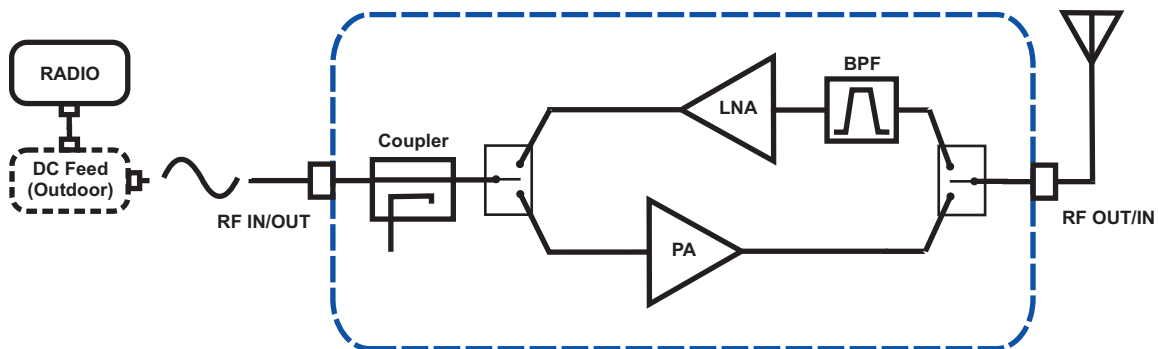 RADIO
DC Feed
(Outdoor)
RF IN/OUT
Coupler
LNA
BPF
PA
RF OUT/IN